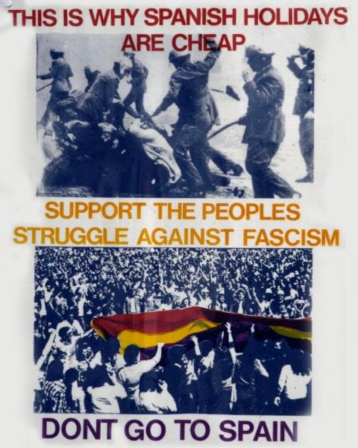 THIS IS WHY SPANISH HOLIDAYS
ARE CHEAP
SUPPORT THE PEOPLES
STRUGGLE AGAINST FASCISM
DONT GO TO SPAIN